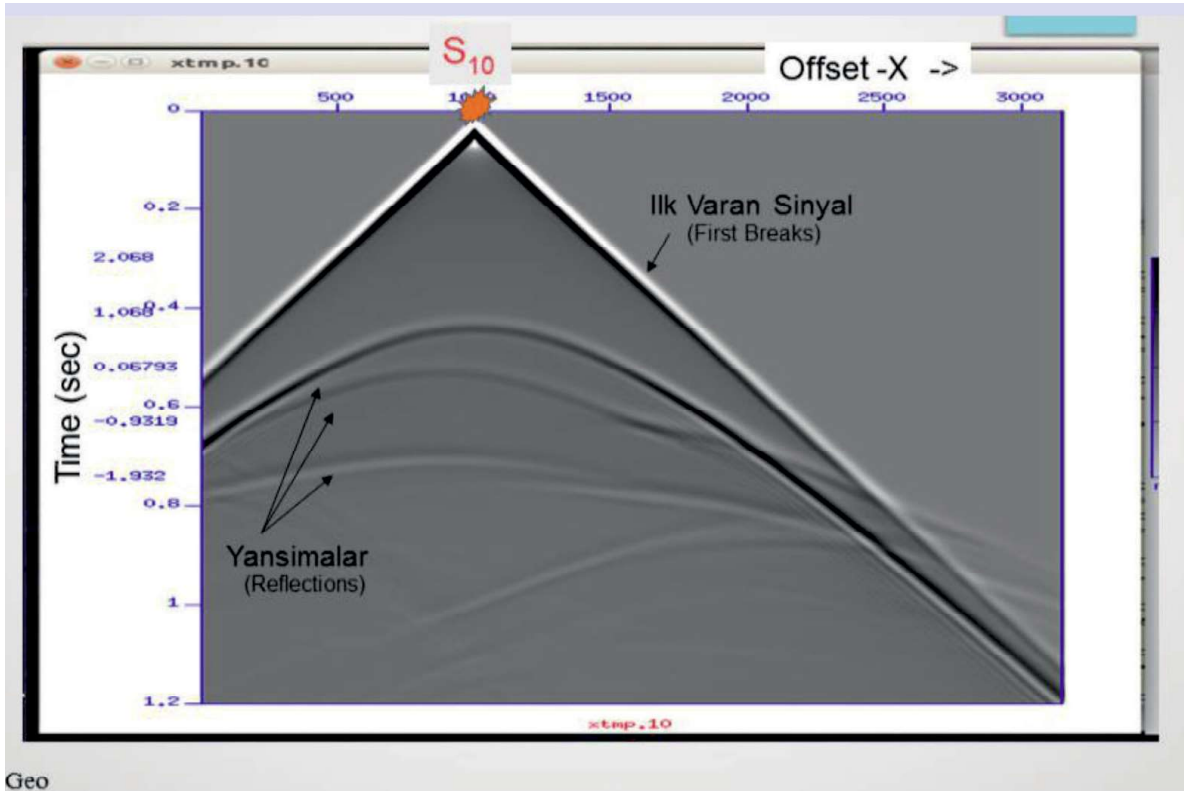 xtmp.10
S10
Offset -X ->
500
1500
2000
2500
3000
0
0.2
2.068
0.4
1.068
0.06793
0.6
-0.9319
-1.932
0.8
1
1.2
Time (sec)
Ilk Varan Sinyal
(First Breaks)
Yansimalar
(Reflections)
xtmp.10
Geo